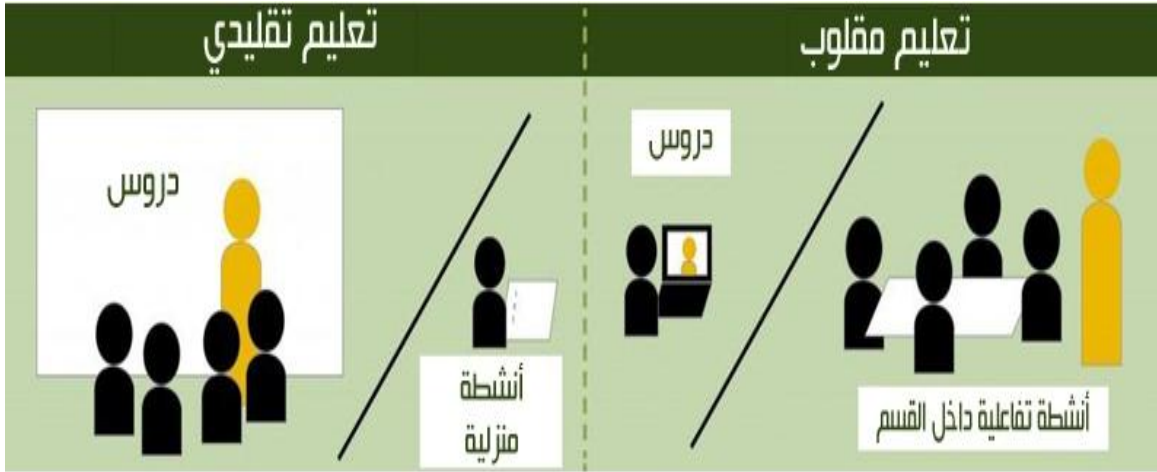 تعليم مقلوب
دروس
أنشطة تفاعلية داخل القسم
تعليم تقليدي
دروس
أنشطة
منزلية